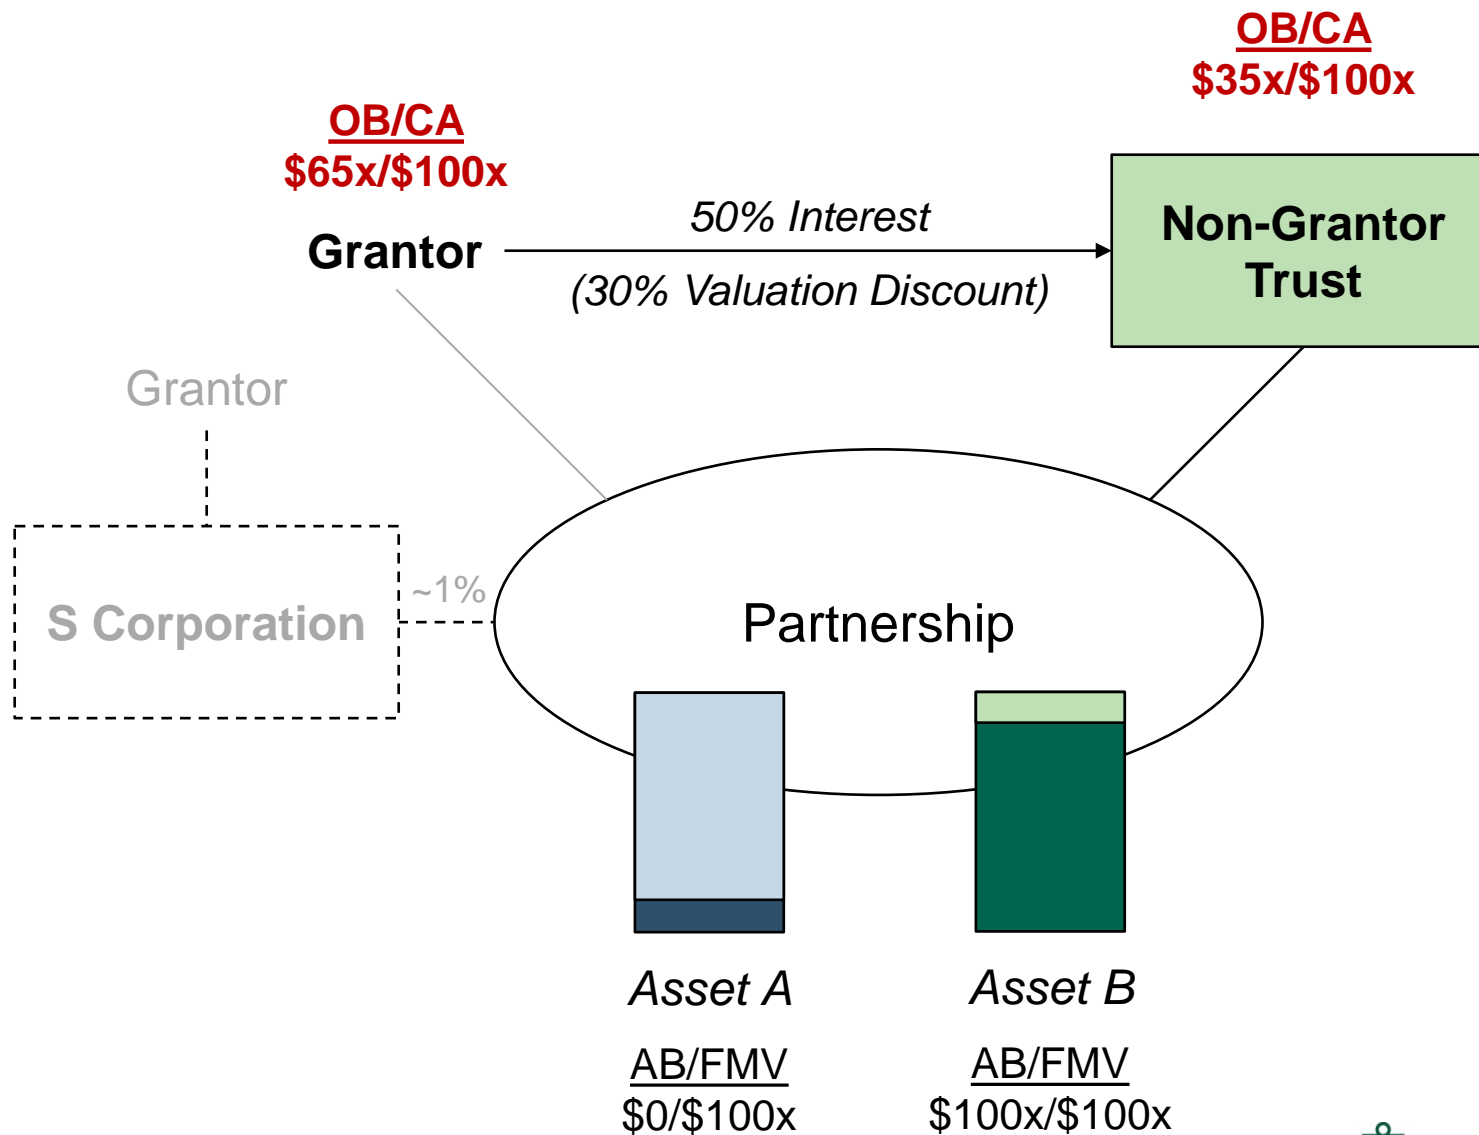 OB/CA
$35x/$100x
OB/CA
$65x/$100x
50% Interest
Grantor
(30% Valuation Discount)
Non-Grantor
Trust
Grantor
S Corporation
~1%
Partnership
Asset A
Asset B
AB/FMV
$0/$100x
AB/FMV
$100x/$100x